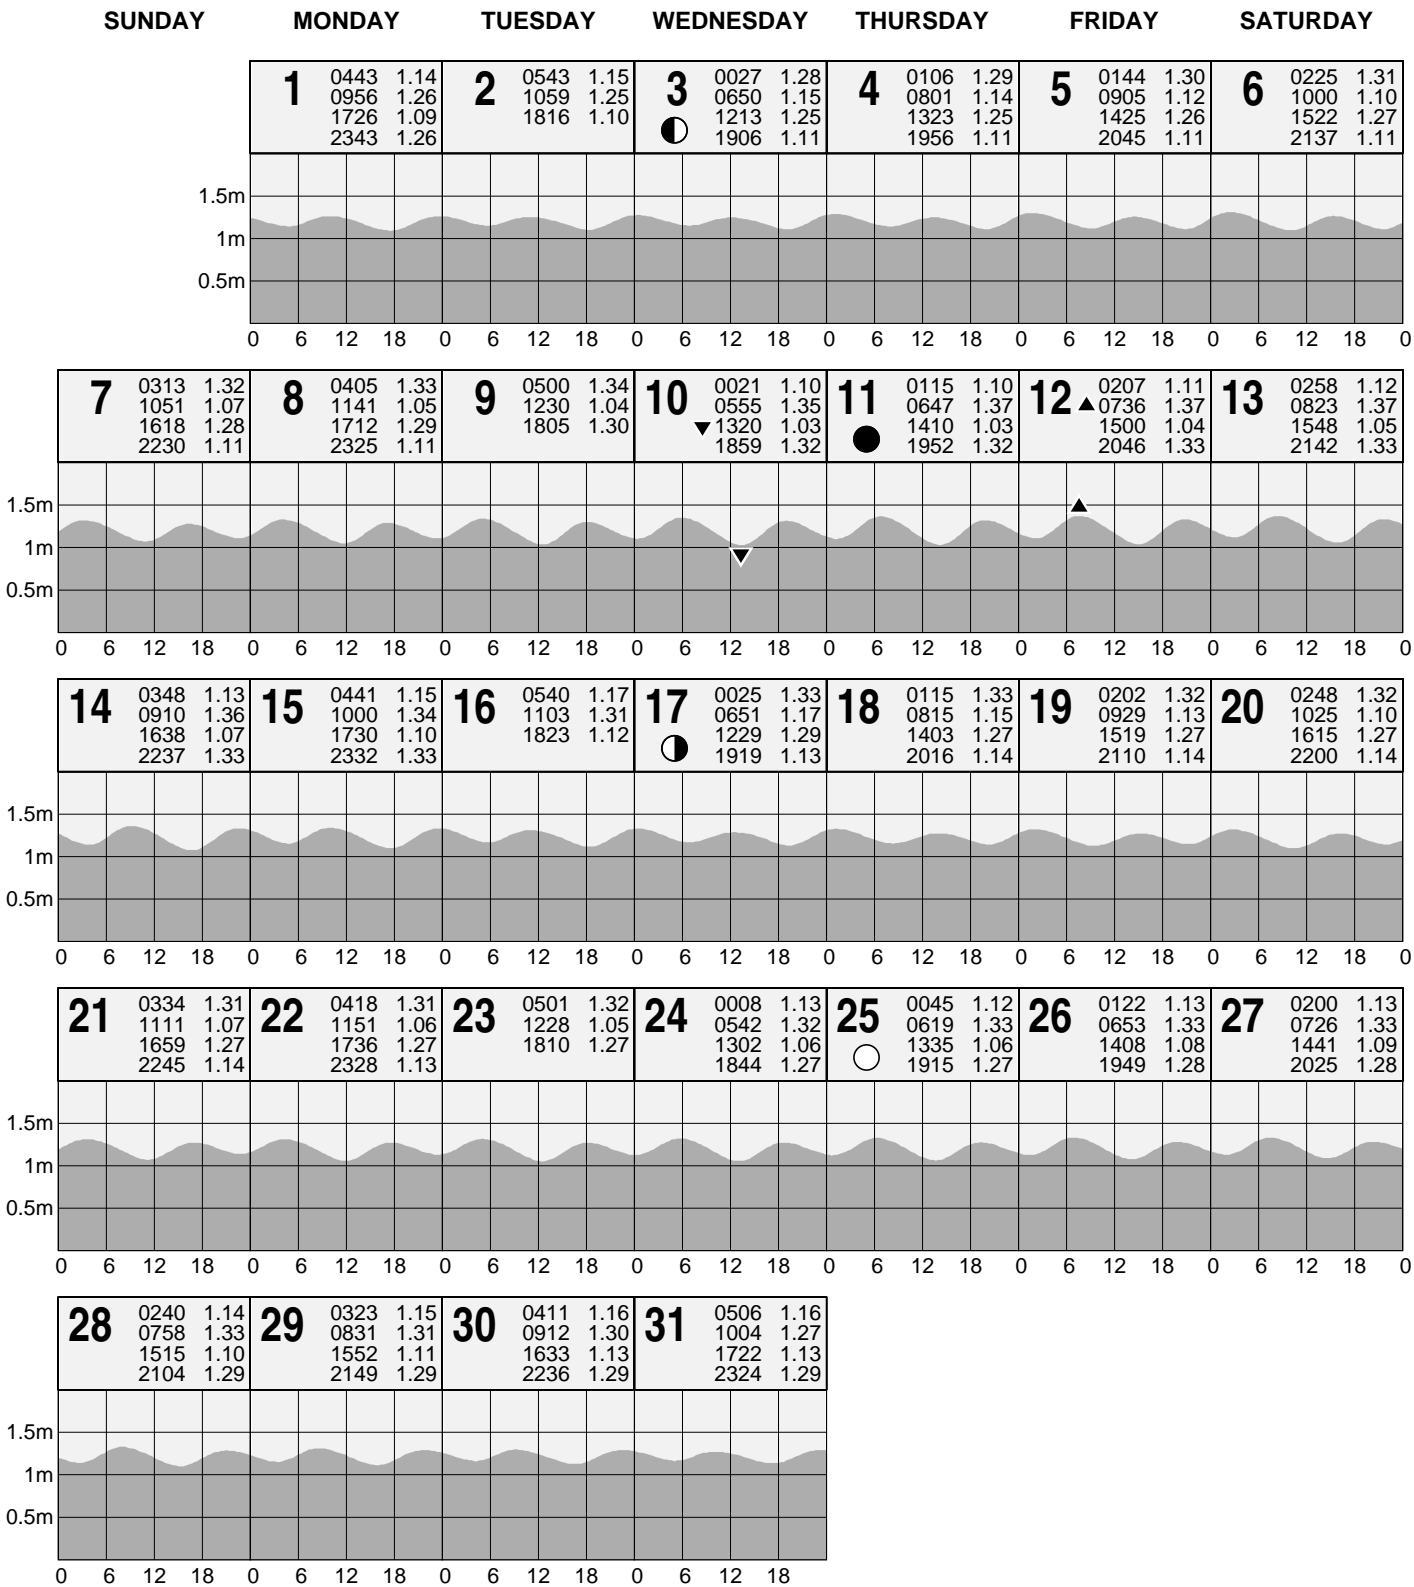 SUNDAY MONDAY TUESDAY WEDNESDAY THURSDAY FRIDAY SATURDAY
1 0443 1.14 2 0543 1.15 3 0027 1.28 4 0106 1.29 5 0144 1.30 6 0225 1.31
0956 1.26 1059 1.25 0650 1.15 0801 1.14 0905 1.12 1000 1.10
1726 1.09 1816 1.10 1213 1.25 1323 1.25 1425 1.26 1522 1.27
2343 1.26 1906 1.11 1956 1.11 2045 1.11 2137 1.11
1.5m
1m
0.5m
0 6 12 18 0 6 12 18 0 6 12 18 0 6 12 18 0 6 12 18 0 6 12 18 0
7 0313 1.32 8 0405 1.33 9 0500 1.34 10 0021 1.10 11 0115 1.10 12 0207 1.11 13 0258 1.12
1051 1.07 1141 1.05 1230 1.04 0555 1.35 0647 1.37 0736 1.37 0823 1.37
1618 1.28 1712 1.29 1805 1.30 1320 1.03 1410 1.03 1500 1.04 1548 1.05
2230 1.11 2325 1.11 1859 1.32 1952 1.32 2046 1.33 2142 1.33
1.5m
1m
0.5m
0 6 12 18 0 6 12 18 0 6 12 18 0 6 12 18 0 6 12 18 0 6 12 18 0 6 12 18 0
14 0348 1.13 15 0441 1.15 16 0540 1.17 17 0025 1.33 18 0115 1.33 19 0202 1.32 20 0248 1.32
0910 1.36 1000 1.34 1103 1.31 0651 1.17 0815 1.15 0929 1.13 1025 1.10
1638 1.07 1730 1.10 1823 1.12 1229 1.29 1403 1.27 1519 1.27 1615 1.27
2237 1.33 2332 1.33 1919 1.13 2016 1.14 2110 1.14 2200 1.14
1.5m
1m
0.5m
0 6 12 18 0 6 12 18 0 6 12 18 0 6 12 18 0 6 12 18 0 6 12 18 0 6 12 18 0
21 0334 1.31 22 0418 1.31 23 0501 1.32 24 0008 1.13 25 0045 1.12 26 0122 1.13 27 0200 1.13
1111 1.07 1151 1.06 1228 1.05 0542 1.32 0619 1.33 0653 1.33 0726 1.33
1659 1.27 1736 1.27 1810 1.27 1302 1.06 1335 1.06 1408 1.08 1441 1.09
2245 1.14 2328 1.13 1844 1.27 1915 1.27 1949 1.28 2025 1.28
1.5m
1m
0.5m
0 6 12 18 0 6 12 18 0 6 12 18 0 6 12 18 0 6 12 18 0 6 12 18 0 6 12 18 0
28 0240 1.14 29 0323 1.15 30 0411 1.16 31 0506 1.16
0758 1.33 0831 1.31 0912 1.30 1004 1.27
1515 1.10 1552 1.11 1633 1.13 1722 1.13
2104 1.29 2149 1.29 2236 1.29 2324 1.29
1.5m
1m
0.5m
0 6 12 18 0 6 12 18 0 6 12 18 0 6 12 18